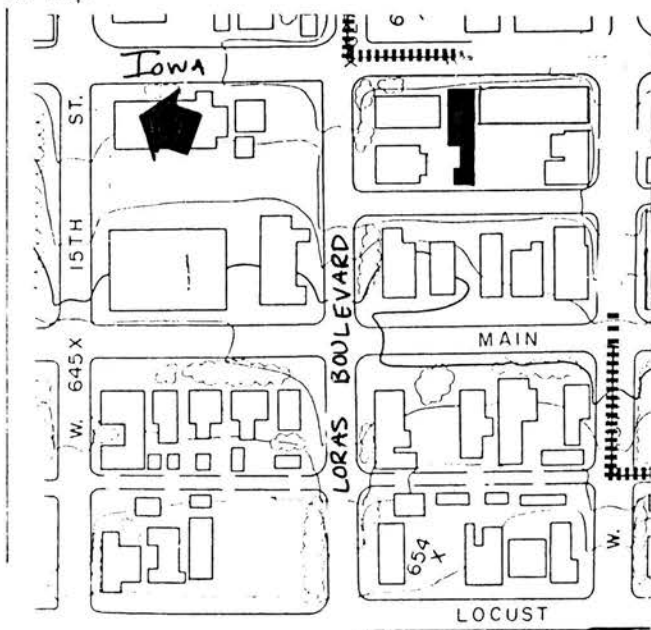 IOWA
ST.
15TH
645X
W.
LORAS BOULEVARD
MAIN
654
X
W.
LOCUST